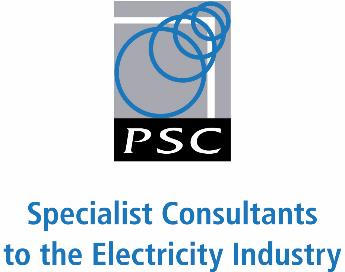 PSC
Specialist Consultants
to the Electricity Industry